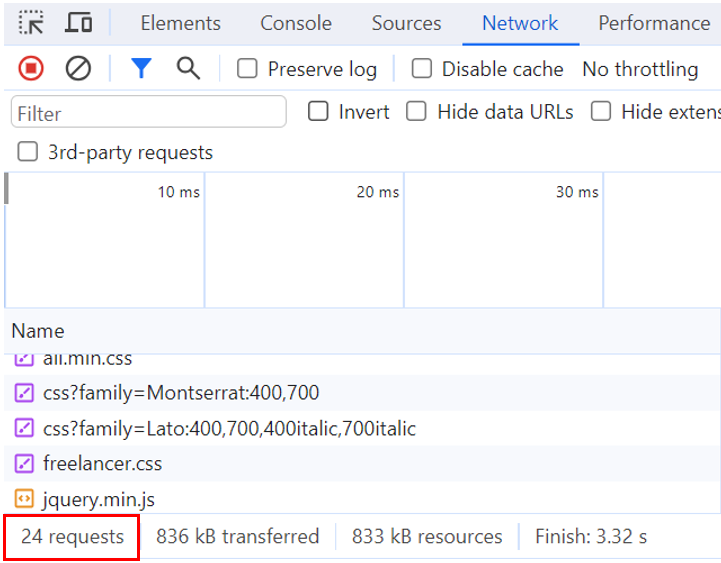 Elements Console Sources Network Performance
Preserve log Disable cache No throttling
Filter Invert Hide data URLs Hide extens
3rd-party requests
10 ms 20 ms 30 ms
Name
all.min.css
css?family=Montserrat:400,700
css?family=Lato:400,700,400italic,700italic
freelancer.css
jquery.min.js
24 requests 836 kB transferred 833 kB resources Finish: 3.32 s